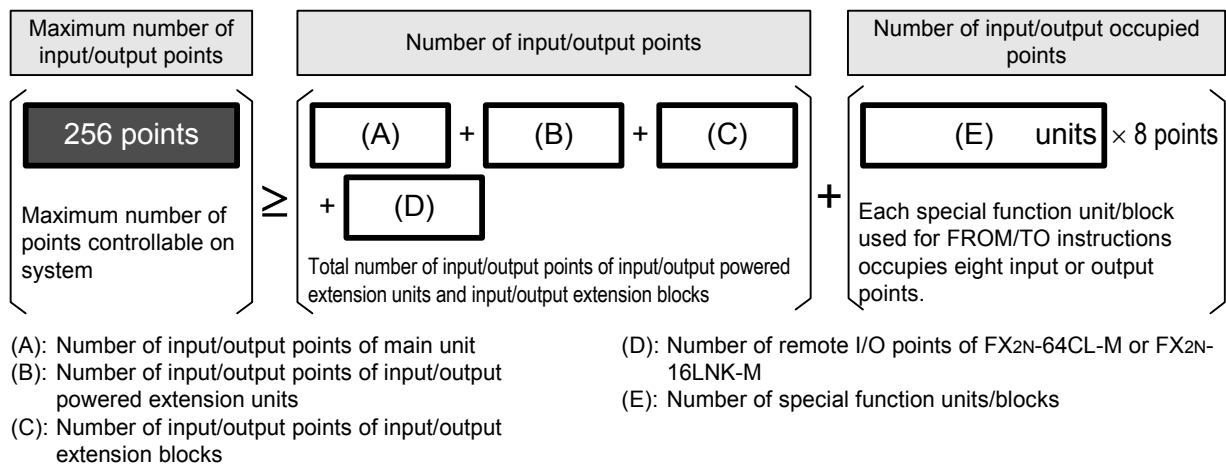 Maximum number of
input/output points
Number of input/output points
Number of input/output occupied
points
256 points
Maximum number of
points controllable on
system
≥
(A) + (B) + (C)
+ (D)
Total number of input/output points of input/output powered
extension units and input/output extension blocks
+
(E) units × 8 points
Each special function unit/block
used for FROM/TO instructions
occupies eight input or output
points.
(A): Number of input/output points of main unit
(B): Number of input/output points of input/output
powered extension units
(C): Number of input/output points of input/output
extension blocks
(D): Number of remote I/O points of FX2N-64CL-M or FX2N-
16LNK-M
(E): Number of special function units/blocks